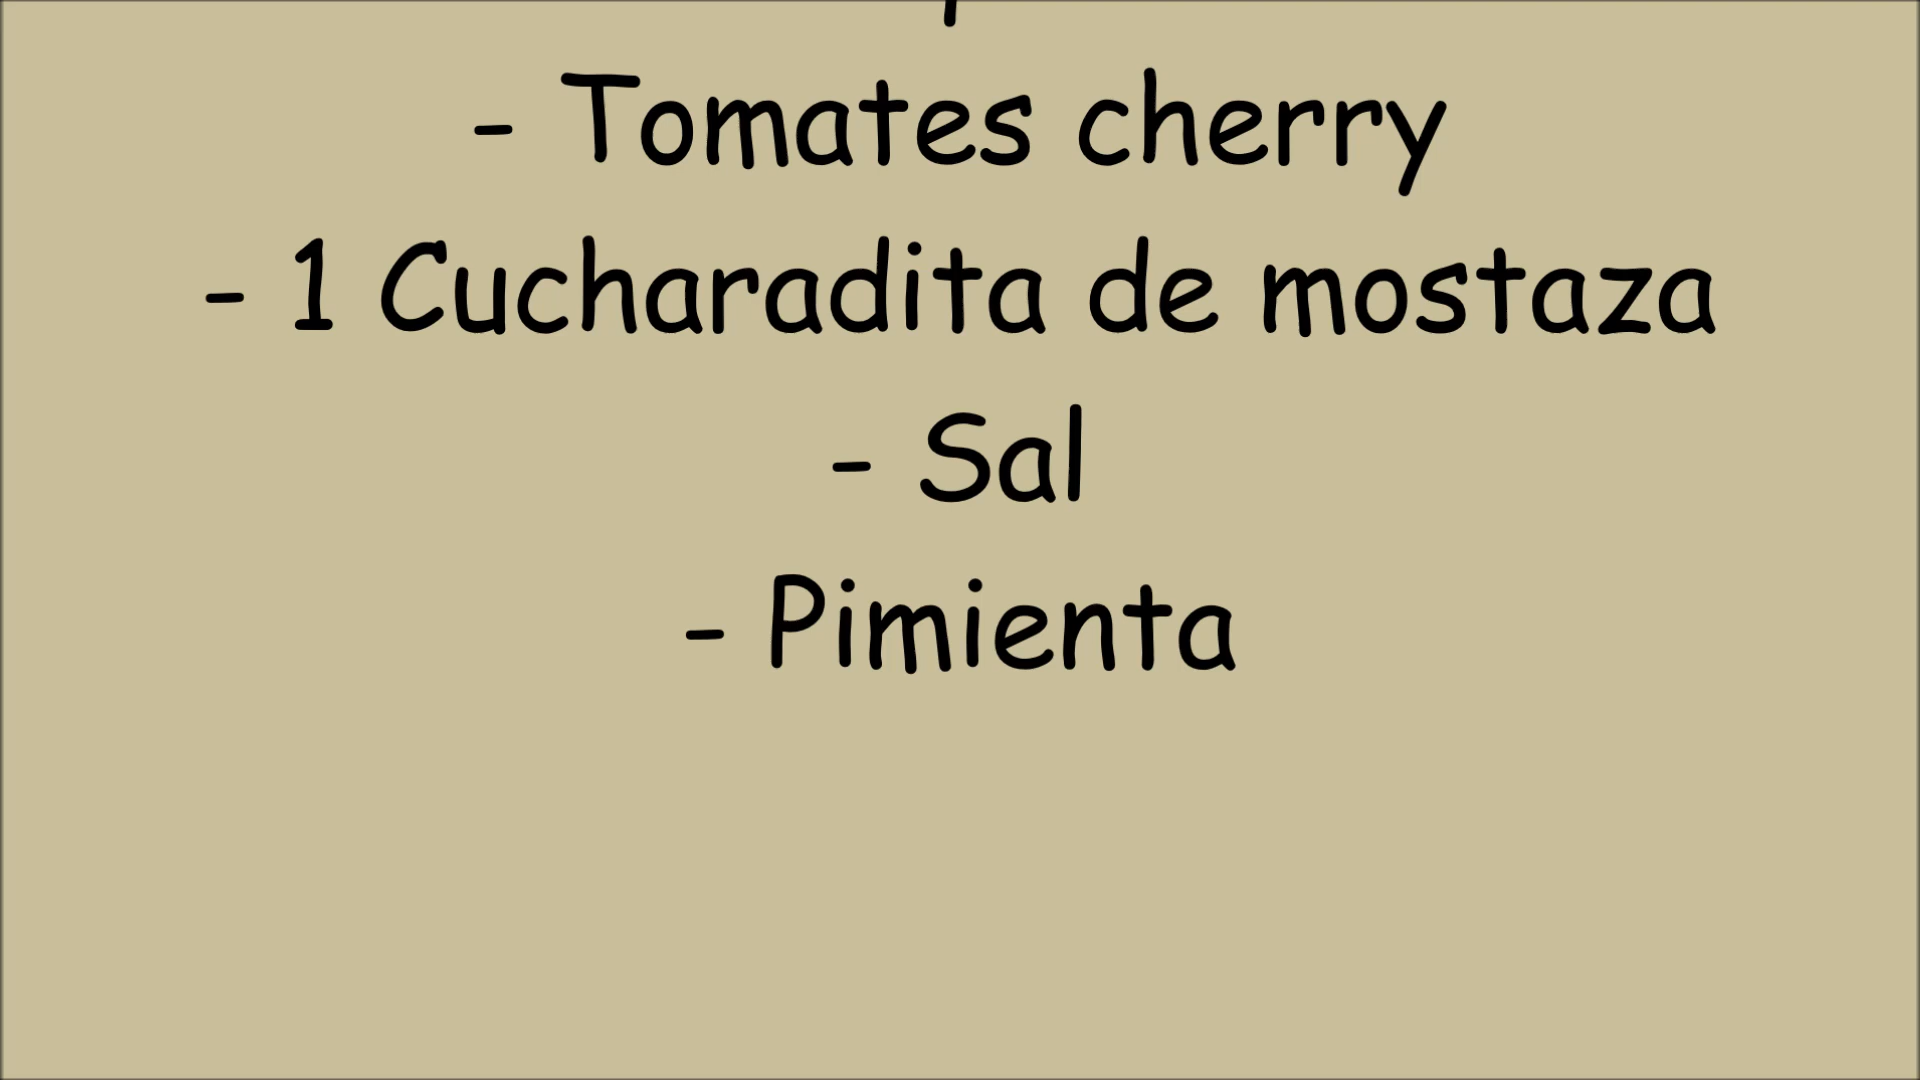 - Tomates cherry
- 1 Cucharadita de mostaza
- Sal
- Pimienta